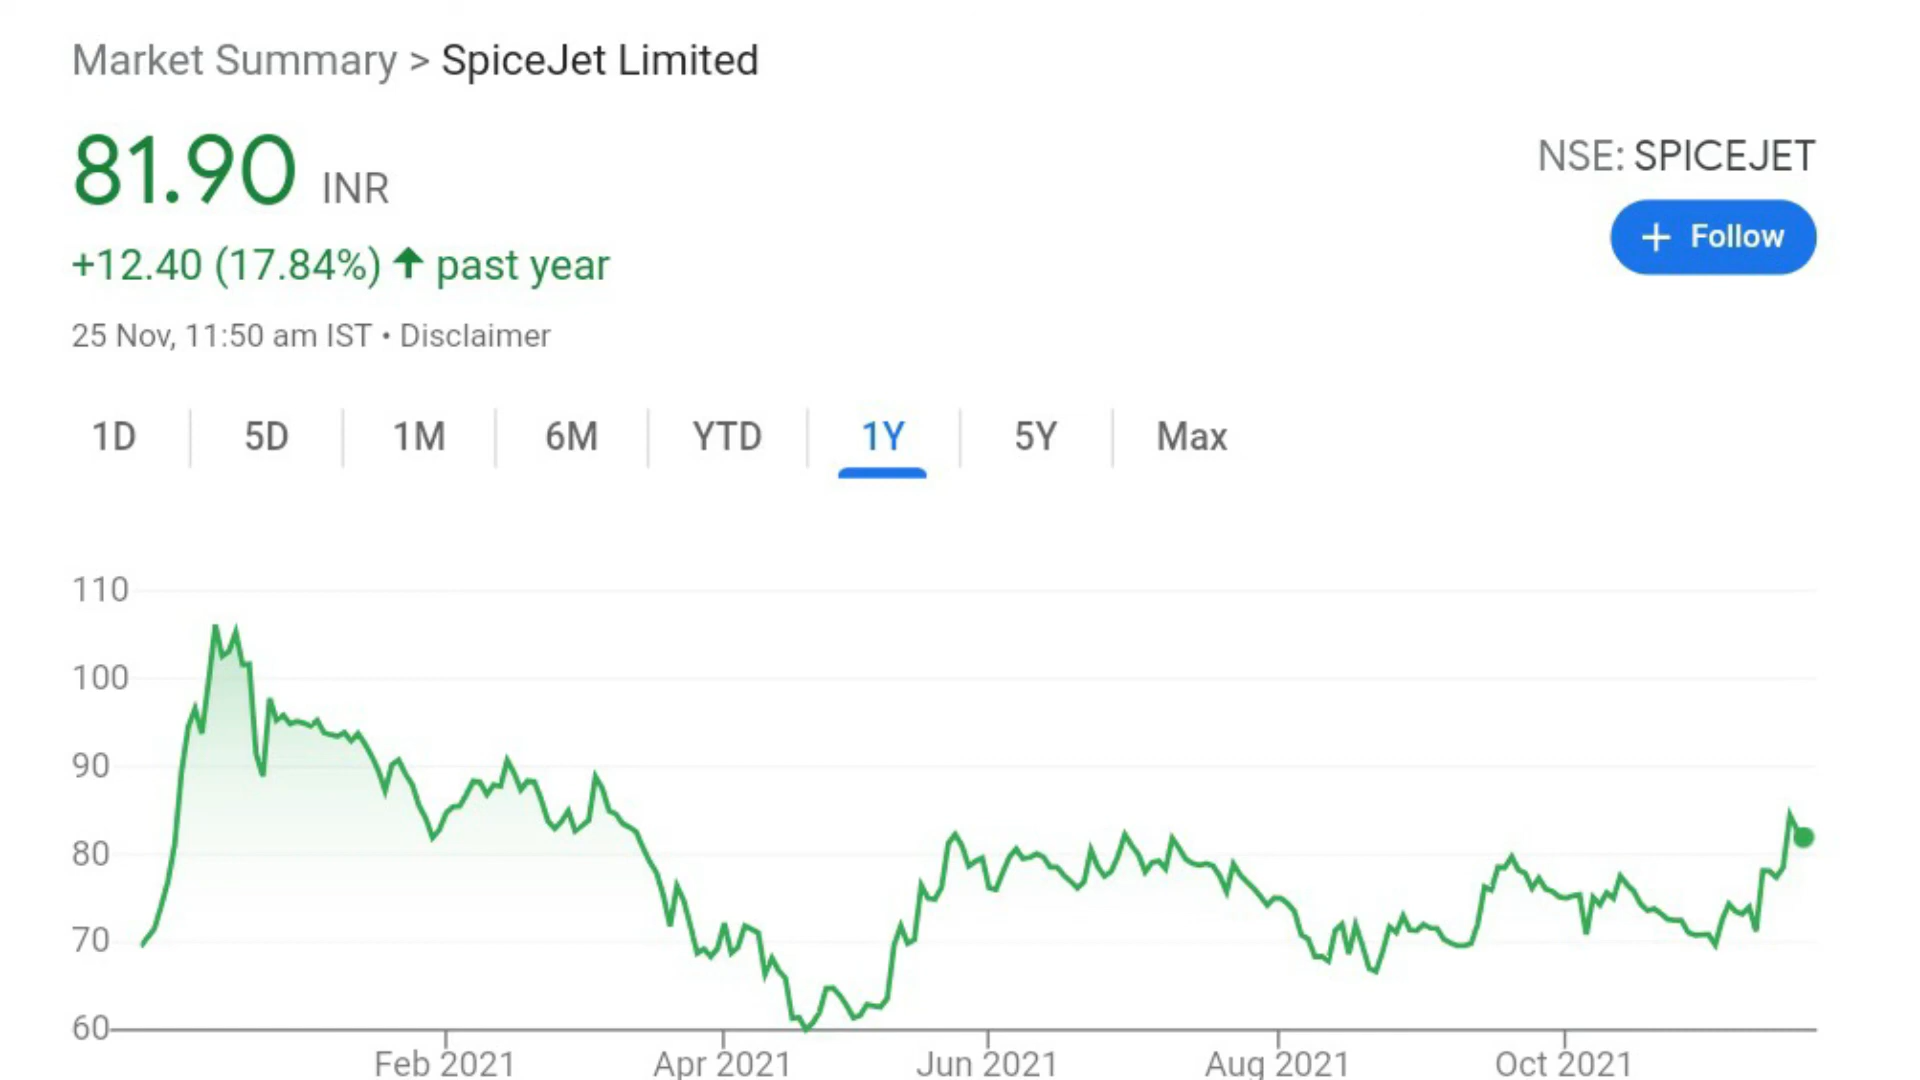 Market Summary > SpiceJet Limited
81.90 INR
NSE: SPICEJET
+ Follow
+12.40 (17.84%) ↑ past year
25 Nov, 11:50 am IST • Disclaimer
1D 5D 1M 6M YTD 1Y 5Y Max
110
100
90
80
70
60
Feb 2021 Apr 2021 Jun 2021 Aug 2021 Oct 2021